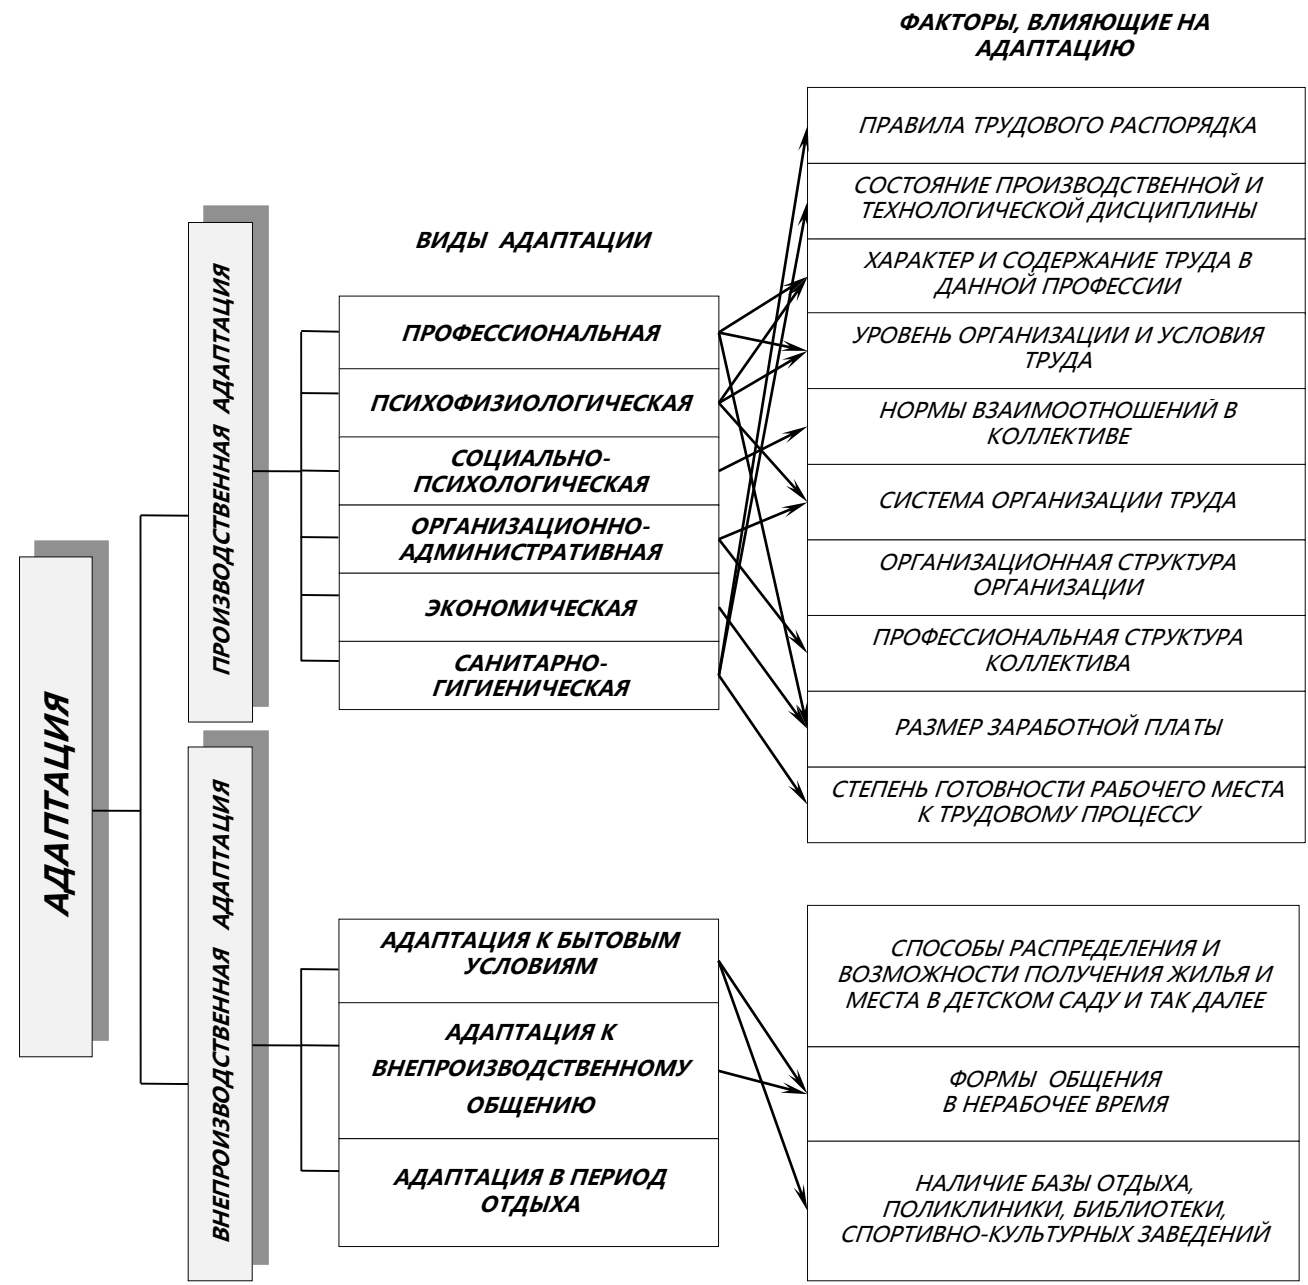 ФАКТОРЫ, ВЛИЯЮЩИЕ НА
АДАПТАЦИЮ
ВИДЫ АДАПТАЦИИ
АДАПТАЦИЯ
ПРОИЗВОДСТВЕННАЯ АДАПТАЦИЯ
ПРОФЕССИОНАЛЬНАЯ
ПСИХОФИЗИОЛОГИЧЕСКАЯ
СОЦИАЛЬНО-
ПСИХОЛОГИЧЕСКАЯ
ОРГАНИЗАЦИОННО-
АДМИНИСТРАТИВНАЯ
ЭКОНОМИЧЕСКАЯ
САНИТАРНО-
ГИГИЕНИЧЕСКАЯ
ПРАВИЛА ТРУДОВОГО РАСПОРЯДКА
СОСТОЯНИЕ ПРОИЗВОДСТВЕННОЙ И
ТЕХНОЛОГИЧЕСКОЙ ДИСЦИПЛИНЫ
ХАРАКТЕР И СОДЕРЖАНИЕ ТРУДА В
ДАННОЙ ПРОФЕССИИ
УРОВЕНЬ ОРГАНИЗАЦИИ И УСЛОВИЯ
ТРУДА
НОРМЫ ВЗАИМООТНОШЕНИЙ В
КОЛЛЕКТИВЕ
СИСТЕМА ОРГАНИЗАЦИИ ТРУДА
ОРГАНИЗАЦИОННАЯ СТРУКТУРА
ОРГАНИЗАЦИИ
ПРОФЕССИОНАЛЬНАЯ СТРУКТУРА
КОЛЛЕКТИВА
РАЗМЕР ЗАРАБОТНОЙ ПЛАТЫ
СТЕПЕНЬ ГОТОВНОСТИ РАБОЧЕГО МЕСТА
К ТРУДОВОМУ ПРОЦЕССУ
ВНЕПРОИЗВОДСТВЕННАЯ АДАПТАЦИЯ
АДАПТАЦИЯ К БЫТОВЫМ
УСЛОВИЯМ
АДАПТАЦИЯ К
ВНЕПРОИЗВОДСТВЕННОМУ
ОБЩЕНИЮ
АДАПТАЦИЯ В ПЕРИОД
ОТДЫХА
СПОСОБЫ РАСПРЕДЕЛЕНИЯ И
ВОЗМОЖНОСТИ ПОЛУЧЕНИЯ ЖИЛЬЯ И
МЕСТА В ДЕТСКОМ САДУ И ТАК ДАЛЕЕ
ФОРМЫ ОБЩЕНИЯ
В НЕРАБОЧЕЕ ВРЕМЯ
НАЛИЧИЕ БАЗЫ ОТДЫХА,
ПОЛИКЛИНИКИ, БИБЛИОТЕКИ,
СПОРТИВНО-КУЛЬТУРНЫХ ЗАВЕДЕНИЙ